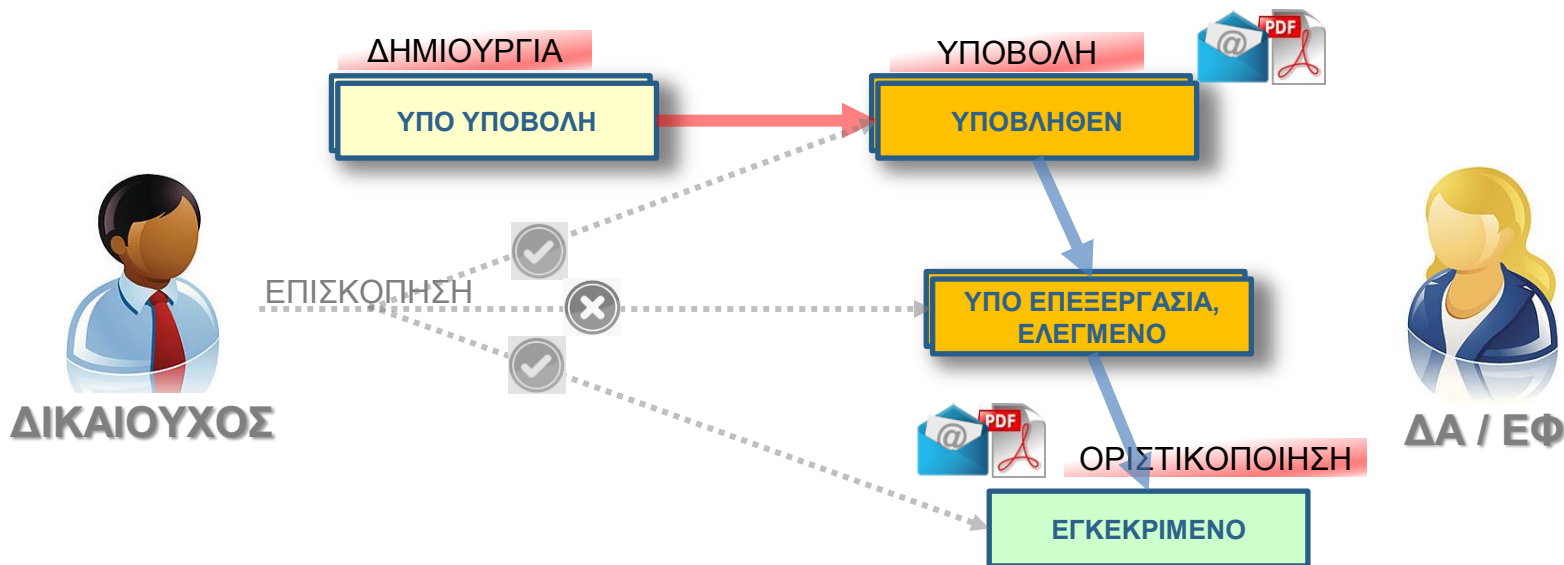 ΔΗΜΙΟΥΡΓΙΑ
ΥΠΟΒΟΛΗ
@
PDF
ΥΠΟ ΥΠΟΒΟΛΗ
ΥΠΟΒΛΗΘΕΝ
ΕΠΙΣΚΟΠΗΣΗ
ΥΠΟ ΕΠΕΞΕΡΓΑΣΙΑ,
ΕΛΕΓΜΕΝΟ
ΔΙΚΑΙΟΥΧΟΣ
ΔΑ / ΕΦ
@
PDF
ΟΡΙΣΤΙΚΟΠΟΙΗΣΗ
ΕΓΚΕΚΡΙΜΕΝΟ